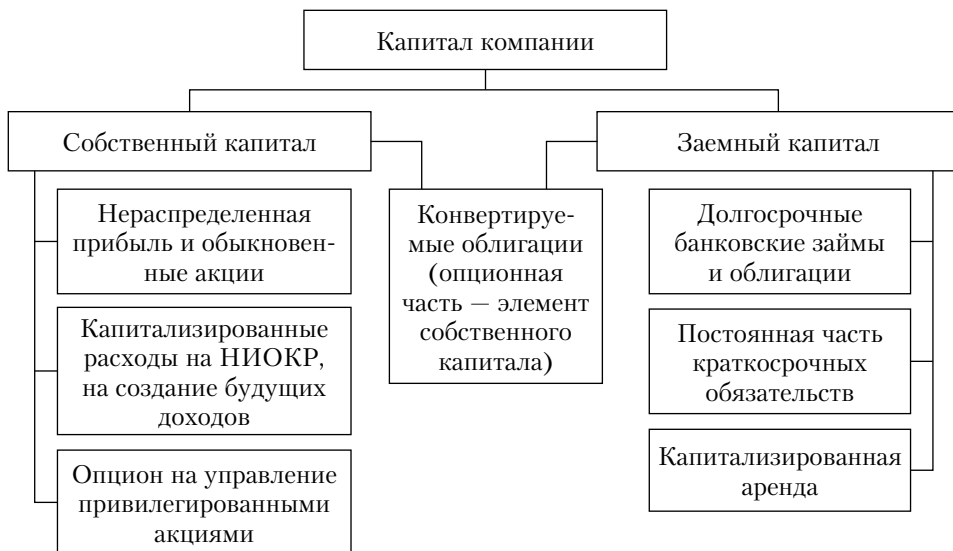 Капитал компании
Собственный капитал
Заемный капитал
Нераспределенная
прибыль и обыкновен-
ные акции
Капитализированные
расходы на НИОКР,
на создание будущих
доходов
Опцион на управление
привилегированными
акциями
Конвертируе-
мые облигации
(опционная
часть — элемент
собственного
капитала)
Долгосрочные
банковские займы
и облигации
Постоянная часть
краткосрочных
обязательств
Капитализированная
аренда